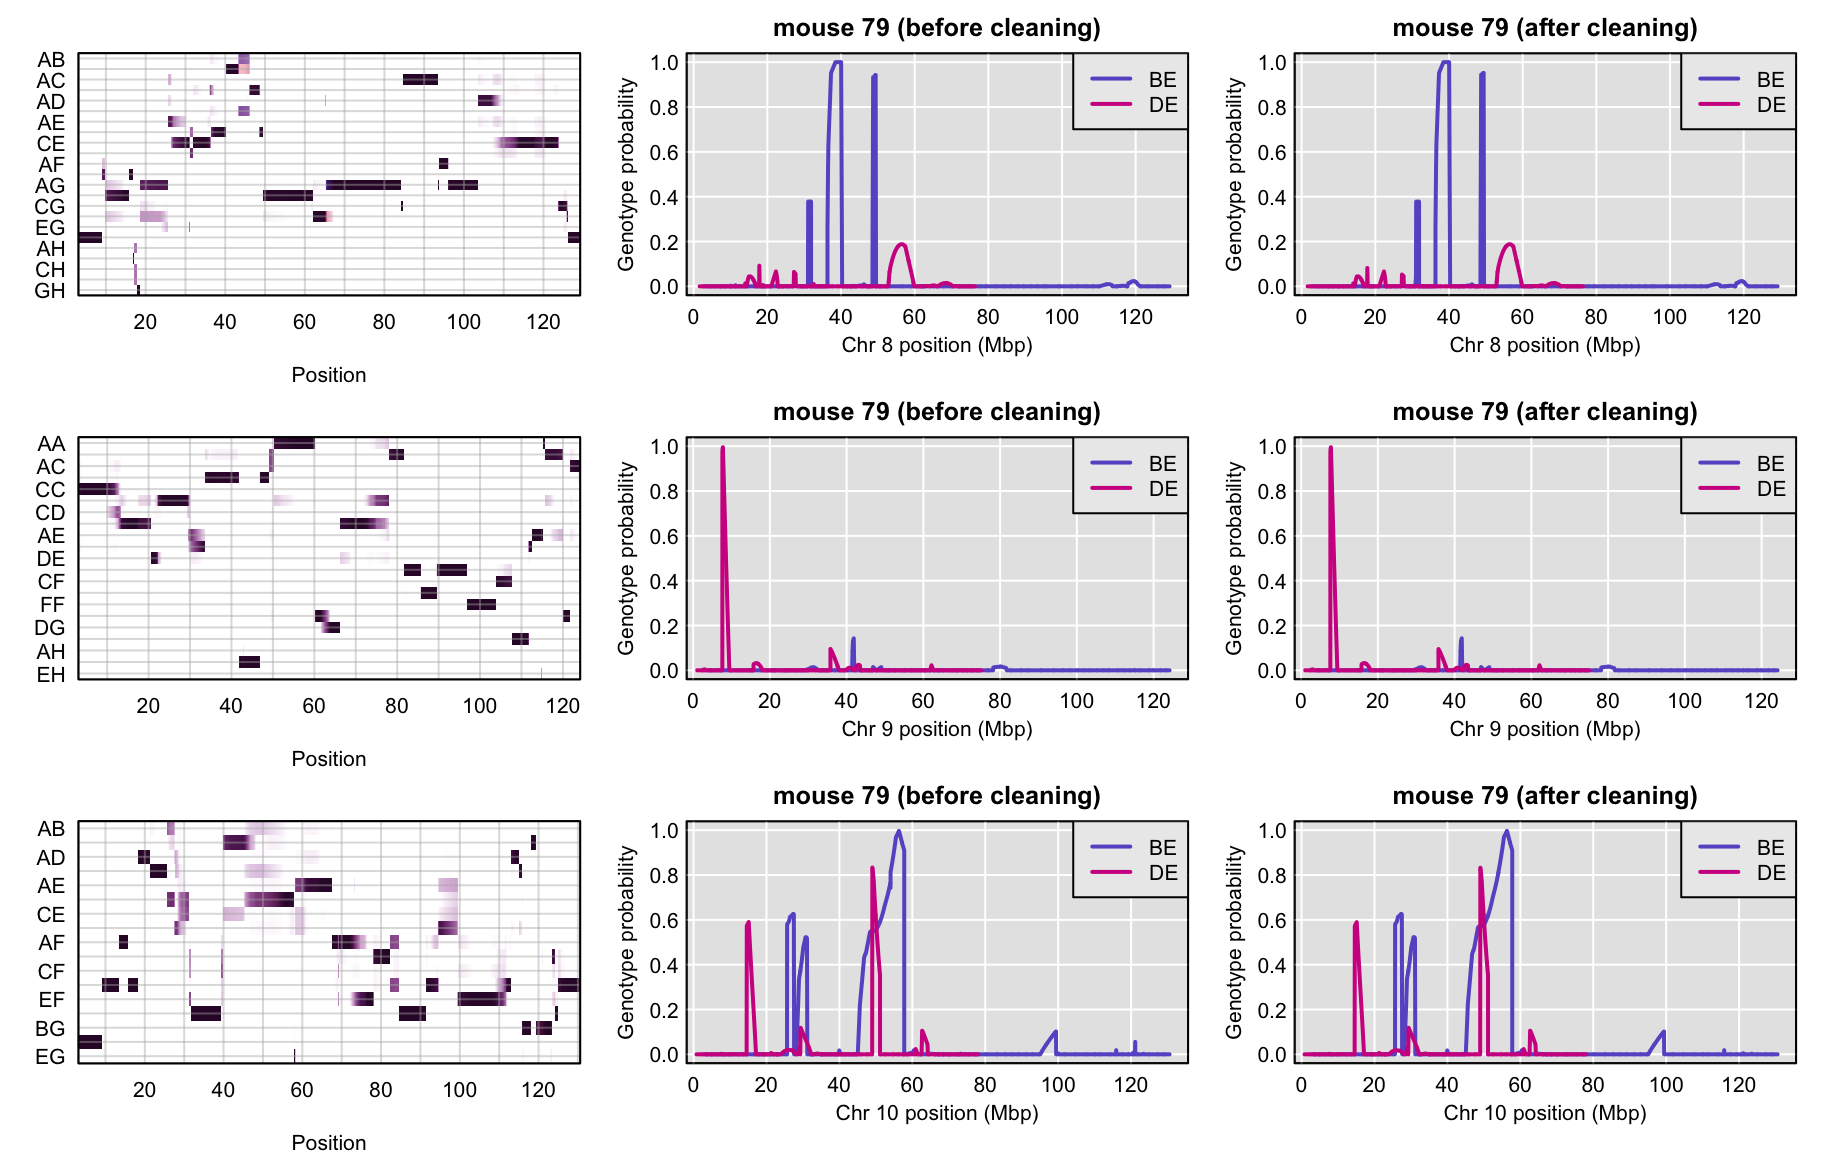 mouse 79 (before cleaning)
mouse 79 (after cleaning)
AB
AC
AD
AE
CE
AF
AG
CG
EG
AH
CH
GH
20 40 60 80 100 120
Position
Genotype probability
1.0
0.8
0.6
0.4
0.2
0.0
BE
DE
0 20 40 60 80 100 120
Chr 8 position (Mbp)
Genotype probability
1.0
0.8
0.6
0.4
0.2
0.0
BE
DE
0 20 40 60 80 100 120
Chr 8 position (Mbp)
mouse 79 (before cleaning)
mouse 79 (after cleaning)
AA
AC
CC
CD
AE
DE
CF
FF
DG
AH
EH
20 40 60 80 100 120
Position
Genotype probability
1.0
0.8
0.6
0.4
0.2
0.0
BE
DE
0 20 40 60 80 100 120
Chr 9 position (Mbp)
Genotype probability
1.0
0.8
0.6
0.4
0.2
0.0
BE
DE
0 20 40 60 80 100 120
Chr 9 position (Mbp)
mouse 79 (before cleaning)
mouse 79 (after cleaning)
AB
AD
AE
CE
AF
CF
EF
BG
EG
20 40 60 80 100 120
Position
Genotype probability
1.0
0.8
0.6
0.4
0.2
0.0
BE
DE
0 20 40 60 80 100 120
Chr 10 position (Mbp)
Genotype probability
1.0
0.8
0.6
0.4
0.2
0.0
BE
DE
0 20 40 60 80 100 120
Chr 10 position (Mbp)